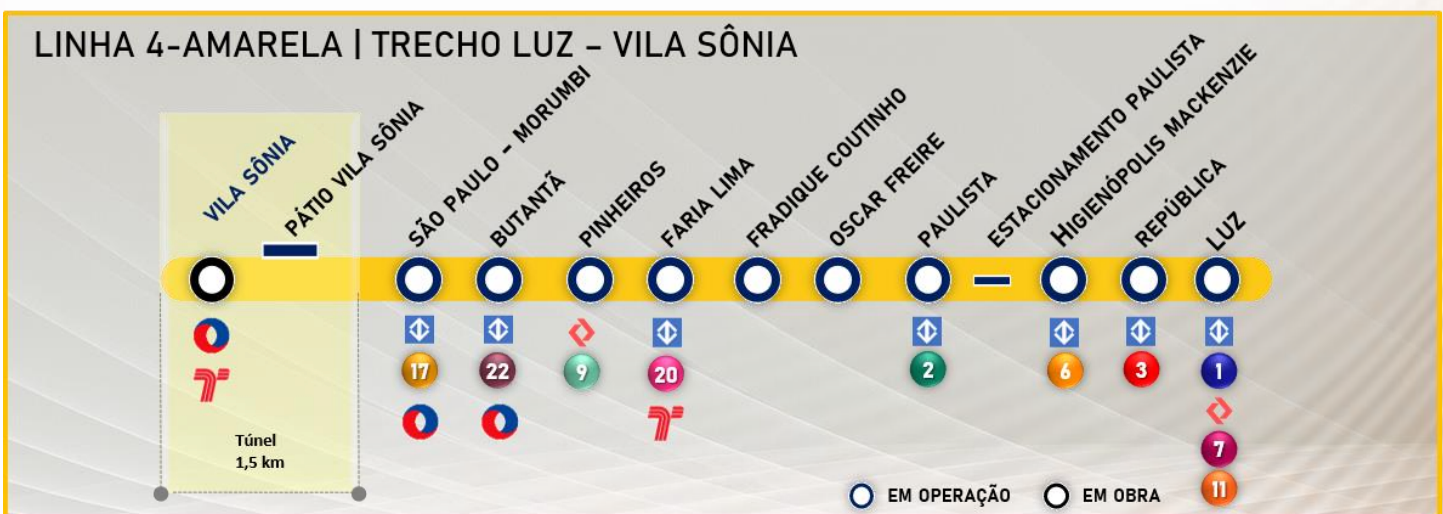 LINHA 4-AMARELA | TRECHO LUZ – VILA SÔNIA
VILA SÔNIA
PÁTIO VILA SÔNIA
SÃO PAULO - MORUMBI
BUTANTÃ
PINHEIROS
FARIA LIMA
FRADIQUE COUTINHO
OSCAR FREIRE
PAULISTA
ESTACIONAMENTO PAULISTA
HIGIENÓPOLIS MACKENZIE
REPÚBLICA
LUZ
17
22
9
20
2
6
3
1
7
11
Túnel
1,5 km
EM OPERAÇÃO
EM OBRA